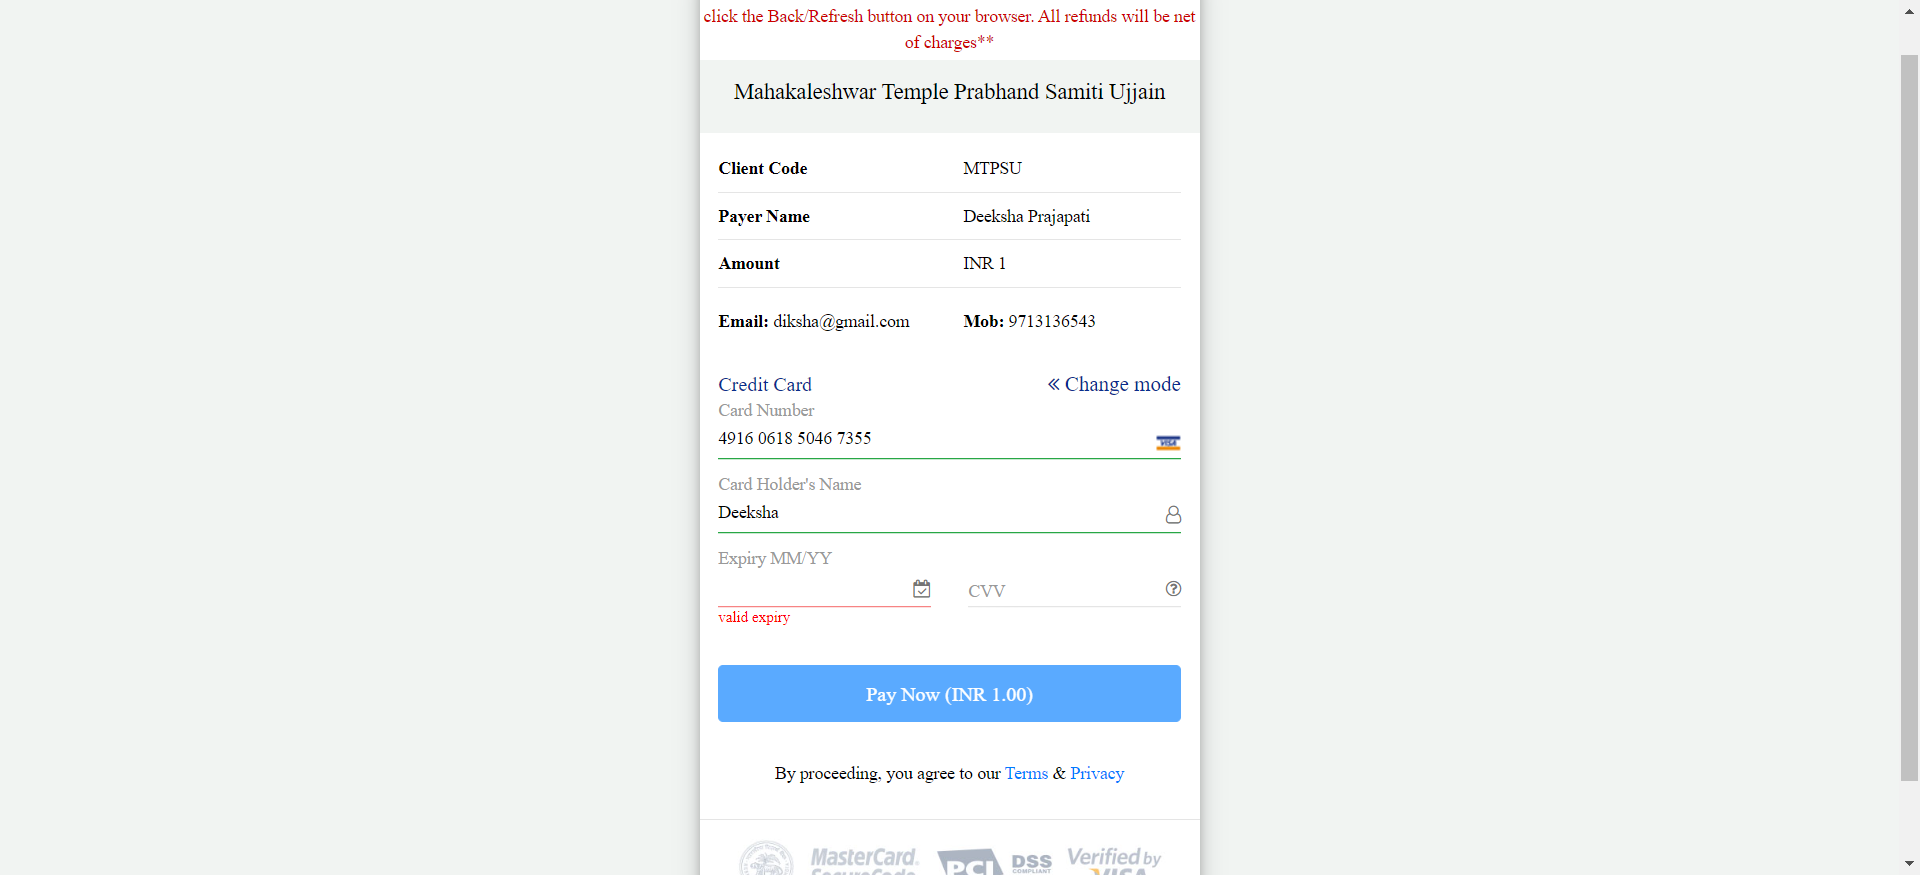 click the Back/Refresh button on your browser. All refunds will be net
of charges**
Mahakaleshwar Temple Prabhand Samiti Ujjain
Client Code MTPSU
Payer Name Deeksha Prajapati
Amount INR 1
Email: diksha@gmail.com Mob: 9713136543
Credit Card « Change mode
Card Number
4916 0618 5046 7355
VISA
Card Holder's Name
Deeksha
Expiry MM/YY
CVV
valid expiry
Pay Now (INR 1.00)
By proceeding, you agree to our Terms & Privacy
MasterCard. PCI DSS Verified by
SecureCode COMPLIANT VISA